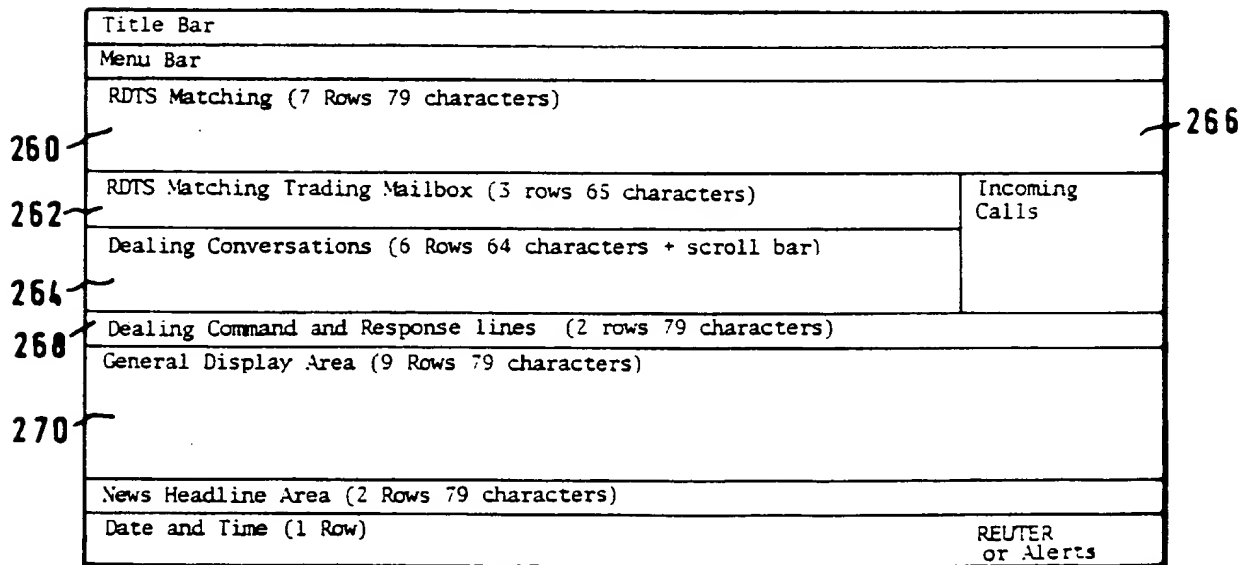 Title Bar
Menu Bar
RDTS Matching (7 Rows 79 characters)
266
260
RDTS Matching Trading Mailbox (3 rows 65 characters)
Incoming
Calls
262
Dealing Conversations (6 Rows 64 characters + scroll bar)
264
Dealing Command and Response lines (2 rows 79 characters)
268
General Display Area (9 Rows 79 characters)
270
News Headline Area (2 Rows 79 characters)
Date and Time (1 Row)
REUTER
or Alerts